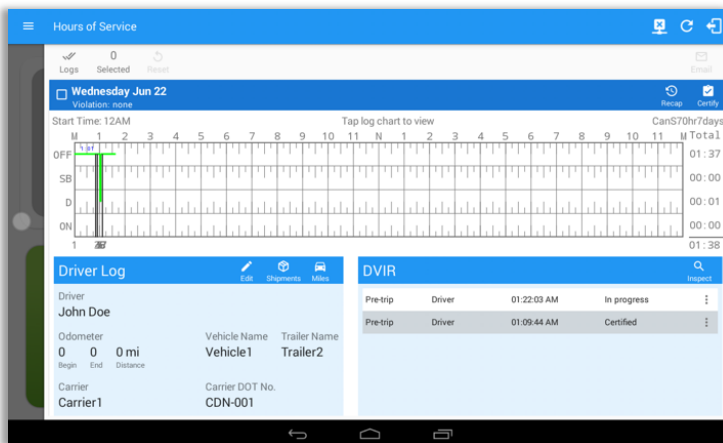 Hours of Service
Logs
0 Selected
Reset
Email
Wednesday Jun 22
Violation: none
Recap
Certify
Start Time: 12AM
Tap log chart to view
CanS70hr7days
M 1 2 3 4 5 6 7 8 9 10 11 N 1 2 3 4 5 6 7 8 9 10 11 M Total
OFF 01:37
SB 00:00
D 00:01
ON 00:00
1
01:38
Driver Log
Edit
Shipments
Miles
Driver
John Doe
Odometer Vehicle Name Trailer Name
0 0 0 mi Vehicle1 Trailer2
Begin End Distance
Carrier Carrier DOT No.
Carrier1 CDN-001
DVIR
Inspect
Pre-trip Driver 01:22:03 AM In progress
Pre-trip Driver 01:09:44 AM Certified